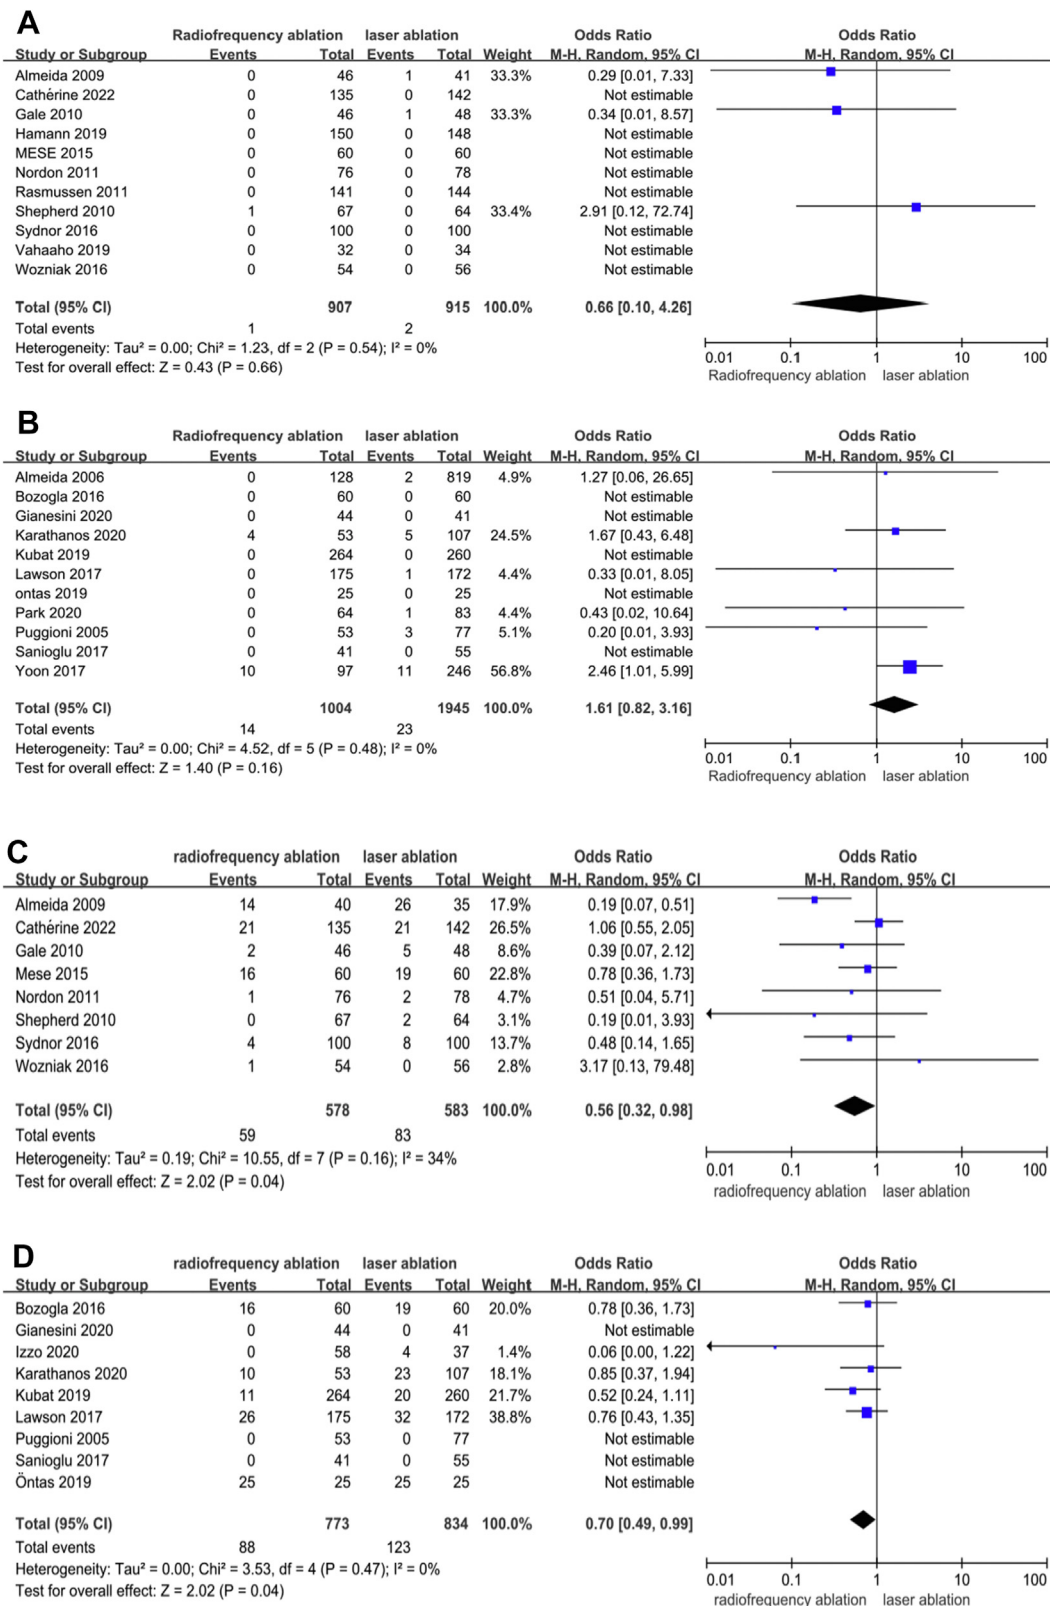 A
Radiofrequency ablation laser ablation Odds Ratio Odds Ratio
Study or Subgroup Events Total Events Total Weight M-H, Random, 95% CI M-H, Random, 95% CI
Almeida 2009 0 46 1 41 33.3% 0.29 [0.01, 7.33]
Cathérine 2022 0 135 0 142 Not estimable
Gale 2010 0 46 1 48 33.3% 0.34 [0.01, 8.57]
Hamann 2019 0 150 0 148 Not estimable
MESE 2015 0 60 0 60 Not estimable
Nordon 2011 0 76 0 78 Not estimable
Rasmussen 2011 0 141 0 144 Not estimable
Shepherd 2010 1 67 0 64 33.4% 2.91 [0.12, 72.74]
Sydnor 2016 0 100 0 100 Not estimable
Vahaaho 2019 0 32 0 34 Not estimable
Wozniak 2016 0 54 0 56 Not estimable
Total (95% CI) 907 915 100.0% 0.66 [0.10, 4.26]
Total events 1 2
Heterogeneity: Tau² = 0.00; Chi² = 1.23, df = 2 (P = 0.54); I² = 0%
Test for overall effect: Z = 0.43 (P = 0.66)
0.01 0.1 1 10 100
Radiofrequency ablation laser ablation
B
Radiofrequency ablation laser ablation Odds Ratio Odds Ratio
Study or Subgroup Events Total Events Total Weight M-H, Random, 95% CI M-H, Random, 95% CI
Almeida 2006 0 128 2 819 4.9% 1.27 [0.06, 26.65]
Bozogla 2016 0 60 0 60 Not estimable
Gianesini 2020 0 44 0 41 Not estimable
Karathanos 2020 4 53 5 107 24.5% 1.67 [0.43, 6.48]
Kubat 2019 0 264 0 260 Not estimable
Lawson 2017 0 175 1 172 4.4% 0.33 [0.01, 8.05]
ontas 2019 0 25 0 25 Not estimable
Park 2020 0 64 1 83 4.4% 0.43 [0.02, 10.64]
Puggioni 2005 0 53 3 77 5.1% 0.20 [0.01, 3.93]
Sanioglu 2017 0 41 0 55 Not estimable
Yoon 2017 10 97 11 246 56.8% 2.46 [1.01, 5.99]
Total (95% CI) 1004 1945 100.0% 1.61 [0.82, 3.16]
Total events 14 23
Heterogeneity: Tau² = 0.00; Chi² = 4.52, df = 5 (P = 0.48); I² = 0%
Test for overall effect: Z = 1.40 (P = 0.16)
0.01 0.1 1 10 100
Radiofrequency ablation laser ablation
C
radiofrequency ablation laser ablation Odds Ratio Odds Ratio
Study or Subgroup Events Total Events Total Weight M-H, Random, 95% CI M-H, Random, 95% CI
Almeida 2009 14 40 26 35 17.9% 0.19 [0.07, 0.51]
Cathérine 2022 21 135 21 142 26.5% 1.06 [0.55, 2.05]
Gale 2010 2 46 5 48 8.6% 0.39 [0.07, 2.12]
Mese 2015 16 60 19 60 22.8% 0.78 [0.36, 1.73]
Nordon 2011 1 76 2 78 4.7% 0.51 [0.04, 5.71]
Shepherd 2010 0 67 2 64 3.1% 0.19 [0.01, 3.93]
Sydnor 2016 4 100 8 100 13.7% 0.48 [0.14, 1.65]
Wozniak 2016 1 54 0 56 2.8% 3.17 [0.13, 79.48]
Total (95% CI) 578 583 100.0% 0.56 [0.32, 0.98]
Total events 59 83
Heterogeneity: Tau² = 0.19; Chi² = 10.55, df = 7 (P = 0.16); I² = 34%
Test for overall effect: Z = 2.02 (P = 0.04)
0.01 0.1 1 10 100
radiofrequency ablation laser ablation
D
radiofrequency ablation laser ablation Odds Ratio Odds Ratio
Study or Subgroup Events Total Events Total Weight M-H, Random, 95% CI M-H, Random, 95% CI
Bozogla 2016 16 60 19 60 20.0% 0.78 [0.36, 1.73]
Gianesini 2020 0 44 0 41 Not estimable
Izzo 2020 0 58 4 37 1.4% 0.06 [0.00, 1.22]
Karathanos 2020 10 53 23 107 18.1% 0.85 [0.37, 1.94]
Kubat 2019 11 264 20 260 21.7% 0.52 [0.24, 1.11]
Lawson 2017 26 175 32 172 38.8% 0.76 [0.43, 1.35]
Puggioni 2005 0 53 0 77 Not estimable
Sanioglu 2017 0 41 0 55 Not estimable
Öntas 2019 25 25 25 25 Not estimable
Total (95% CI) 773 834 100.0% 0.70 [0.49, 0.99]
Total events 88 123
Heterogeneity: Tau² = 0.00; Chi² = 3.53, df = 4 (P = 0.47); I² = 0%
Test for overall effect: Z = 2.02 (P = 0.04)
0.01 0.1 1 10 100
radiofrequency ablation laser ablation